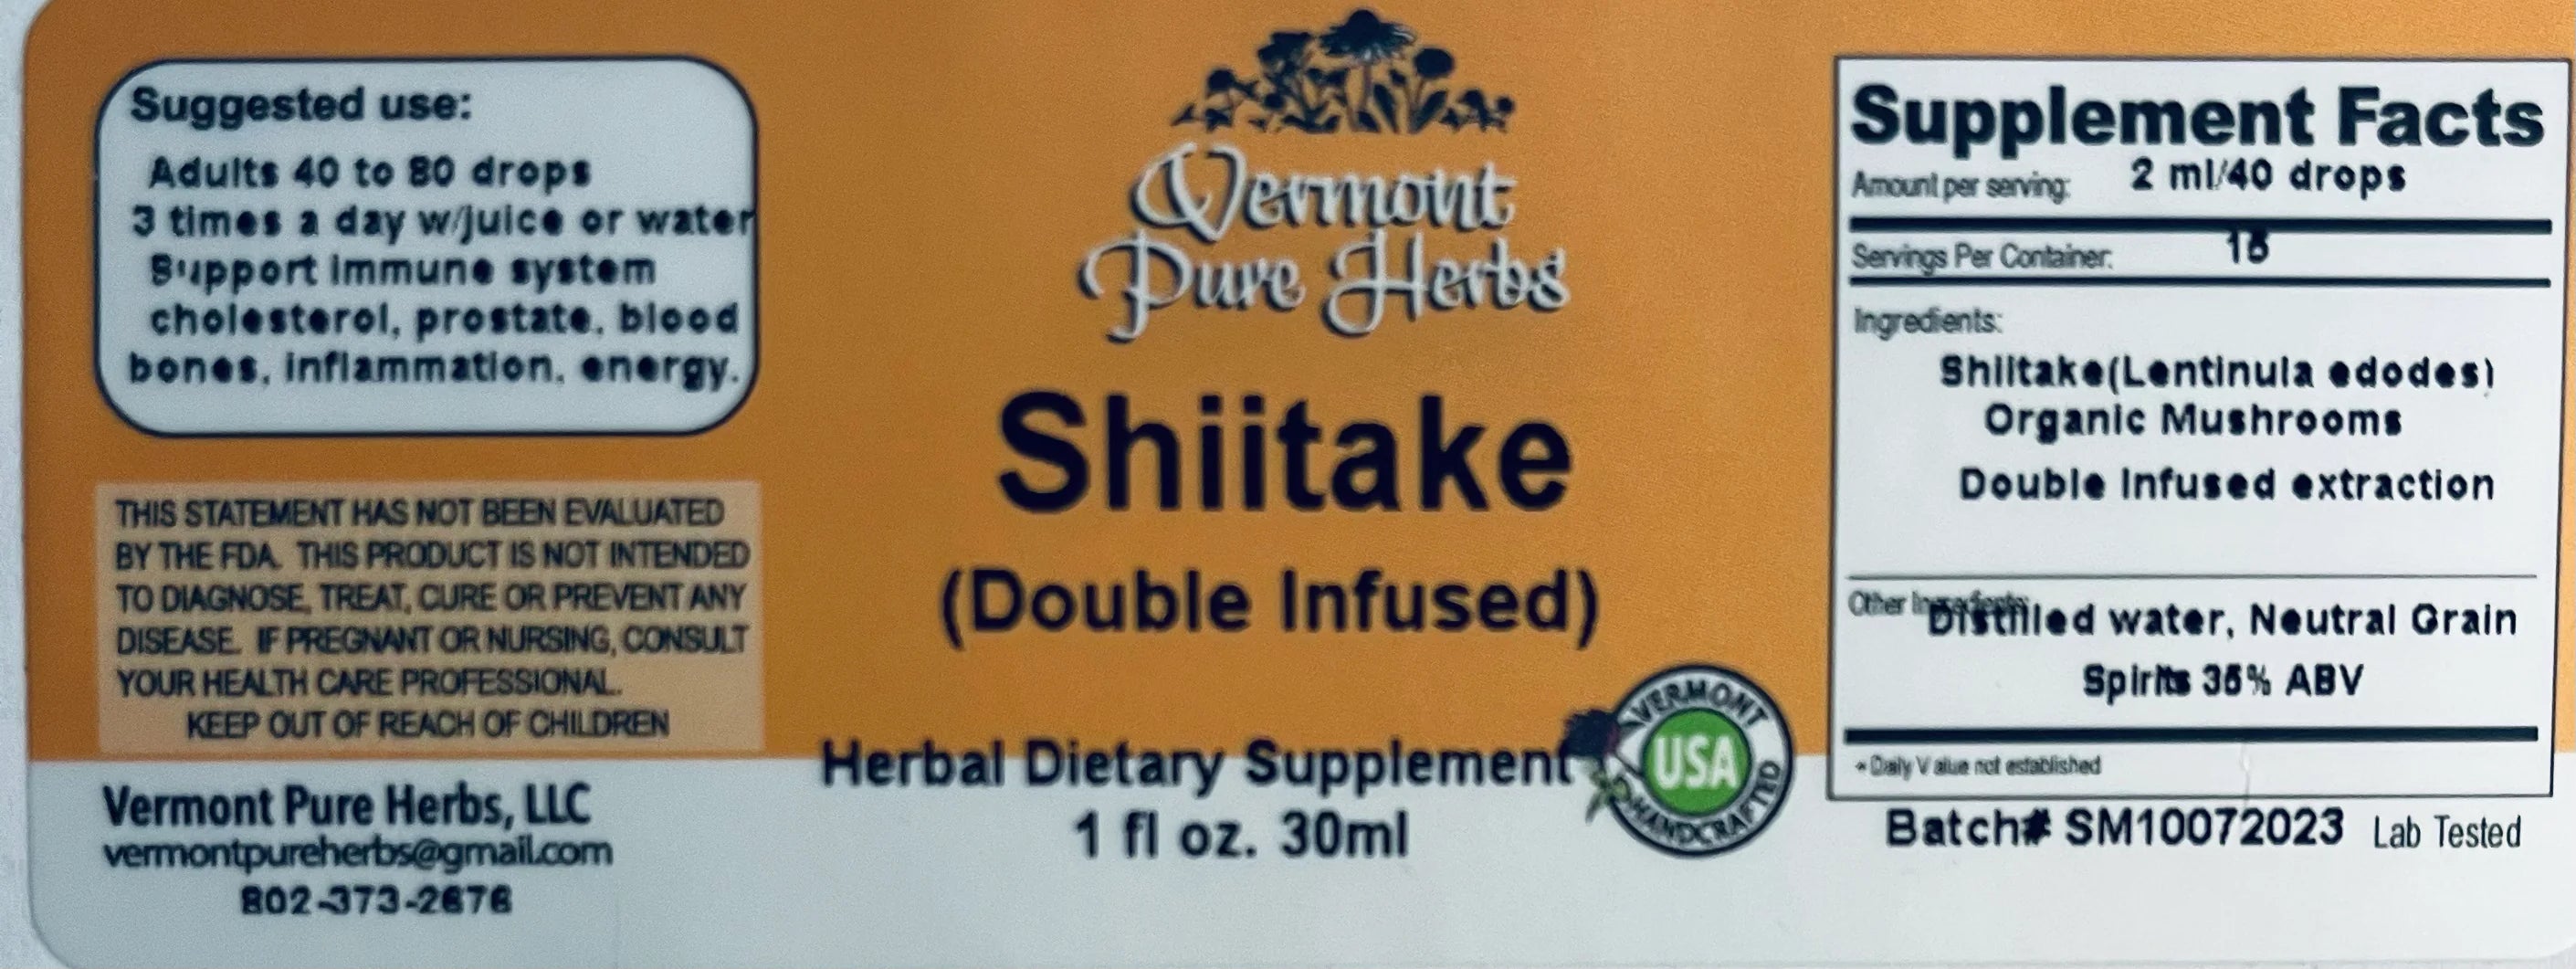 Suggested use:
Adults 40 to 80 drops
3 times a day w/juice or water
Support Immune system
cholesterol, prostate, blood
bones, inflammation, energy.
THIS STATEMENT HAS NOT BEEN EVALUATED
BY THE FDA. THIS PRODUCT IS NOT INTENDED
TO DIAGNOSE, TREAT, CURE OR PREVENT ANY
DISEASE. IF PREGNANT OR NURSING, CONSULT
YOUR HEALTH CARE PROFESSIONAL.
KEEP OUT OF REACH OF CHILDREN
Vermont Pure Herbs, LLC
vermontpureherbs@gmail.com
802-373-2676
Vermont
Pure Herbs
Shiitake
(Double Infused)
Herbal Dietary Supplement
1 fl oz. 30ml
VERMONT
USA
HANDCRAFTED
Supplement Facts
Amount per serving: 2 ml/40 drops
Servings Per Container: 15
Ingredients:
Shiitake(Lentinula edodes)
Organic Mushrooms
Double Infused extraction
Other Ingredients:
Distilled water, Neutral Grain
Spirits 35% ABV
* Daily Value not established
Batch# SM10072023 Lab Tested